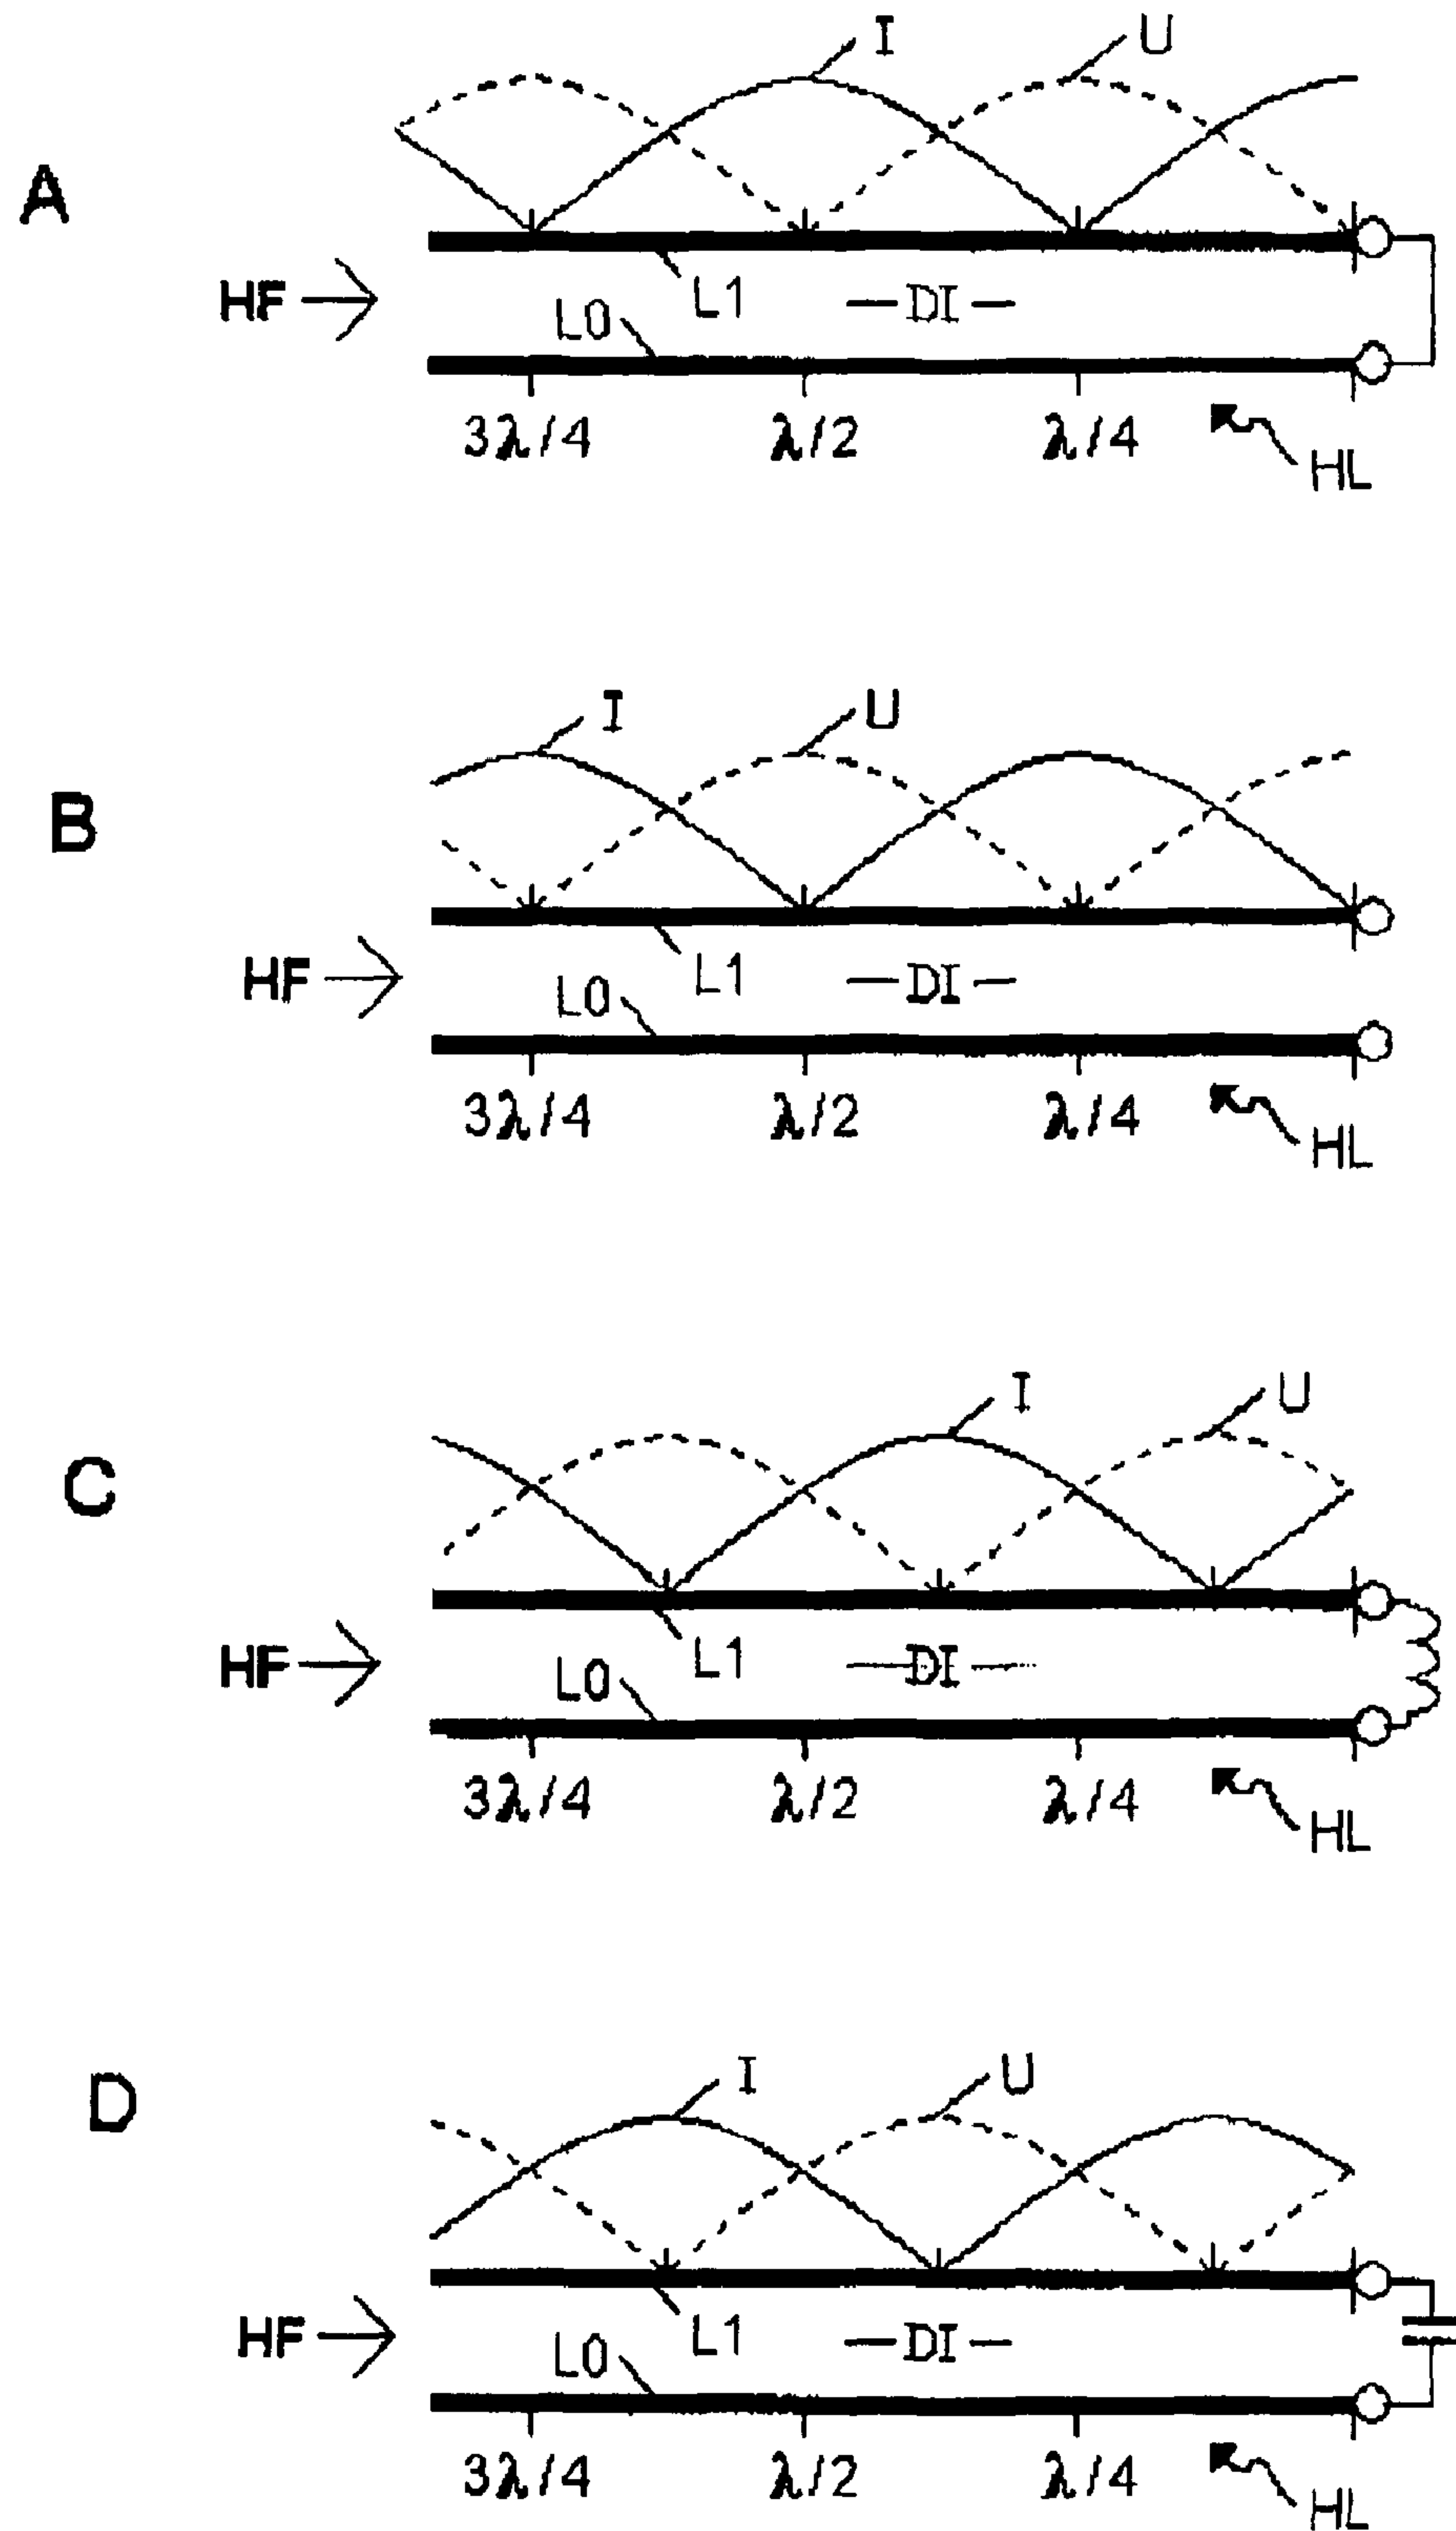 I U
A
HF L1 —DI—
L0
3λ/4 λ/2 λ/4
HL
I U
B
HF L1 —DI—
L0
3λ/4 λ/2 λ/4
HL
I U
C
HF L1 —DI—
L0
3λ/4 λ/2 λ/4
HL
I U
D
HF L1 —DI—
L0
3λ/4 λ/2 λ/4
HL